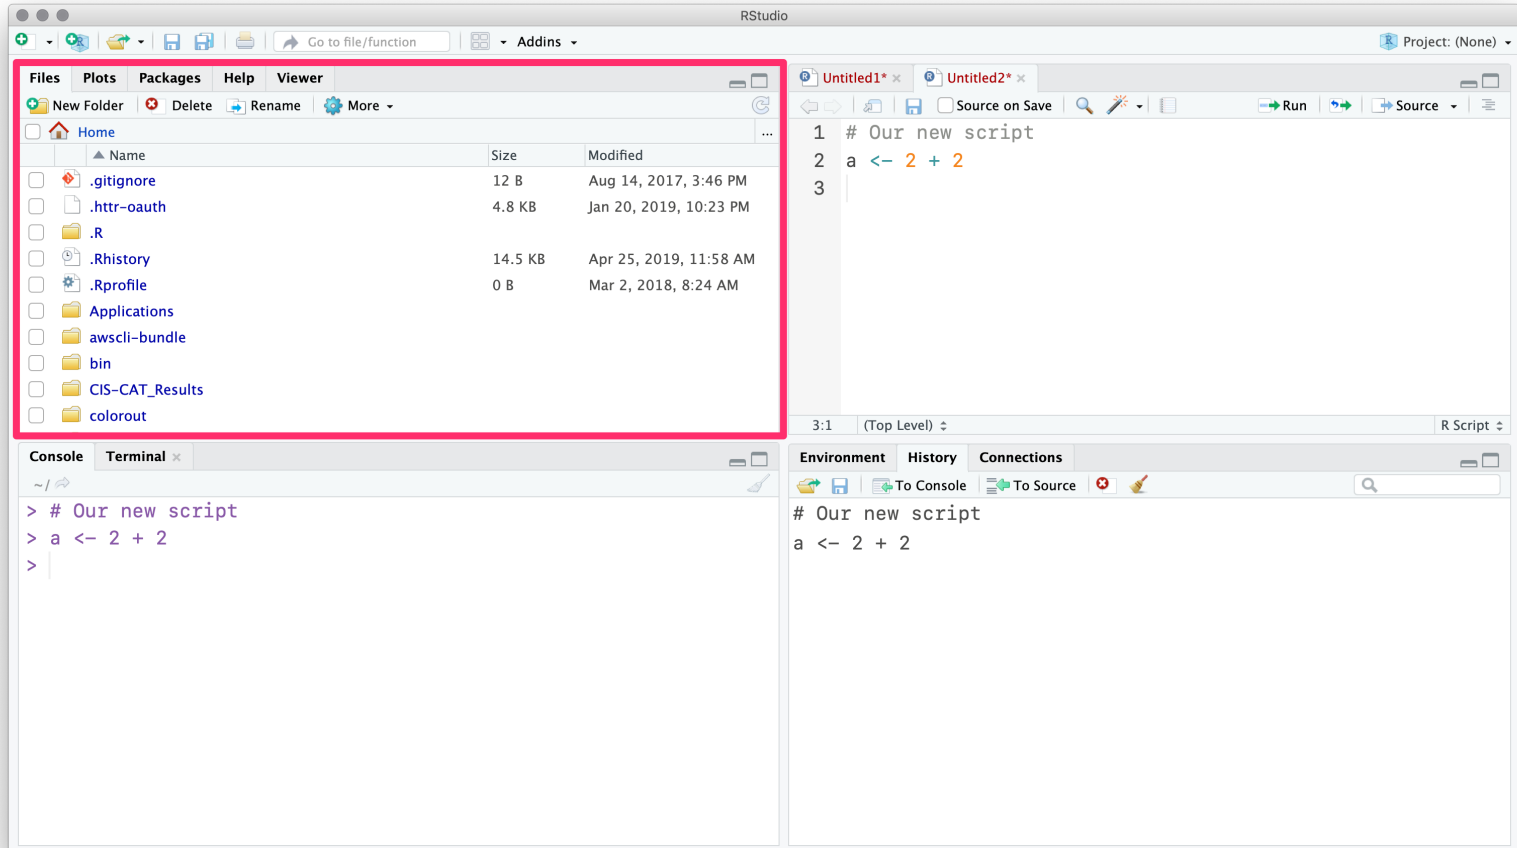 RStudio
Go to file/function
Addins
Project: (None)
Files Plots Packages Help Viewer
New Folder Delete Rename More
Home ...
Name Size Modified
.gitignore 12 B Aug 14, 2017, 3:46 PM
.httr-oauth 4.8 KB Jan 20, 2019, 10:23 PM
.R
.Rhistory 14.5 KB Apr 25, 2019, 11:58 AM
.Rprofile 0 B Mar 2, 2018, 8:24 AM
Applications
awscli-bundle
bin
CIS-CAT_Results
colorout
Untitled1* Untitled2*
Source on Save Run Source
1 # Our new script
2 a <- 2 + 2
3
3:1 (Top Level) R Script
Console Terminal
~/
> # Our new script
> a <- 2 + 2
>
Environment History Connections
To Console To Source
# Our new script
a <- 2 + 2